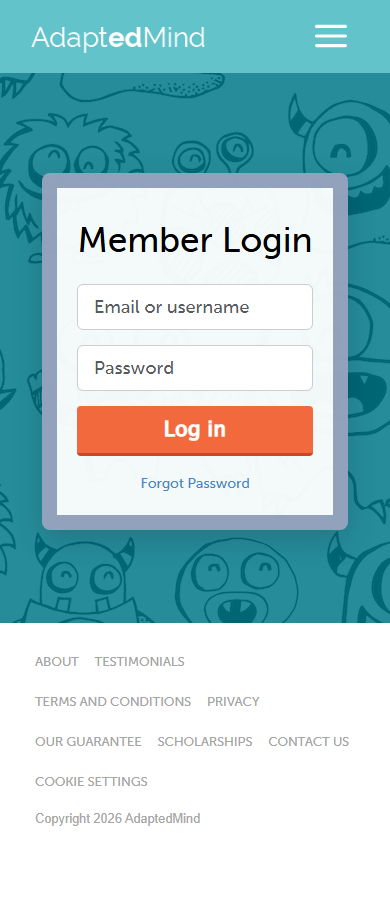 AdaptedMind
Member Login
Email or username
Password
Log in
Forgot Password
ABOUT TESTIMONIALS
TERMS AND CONDITIONS PRIVACY
OUR GUARANTEE SCHOLARSHIPS CONTACT US
COOKIE SETTINGS
Copyright 2026 AdaptedMind